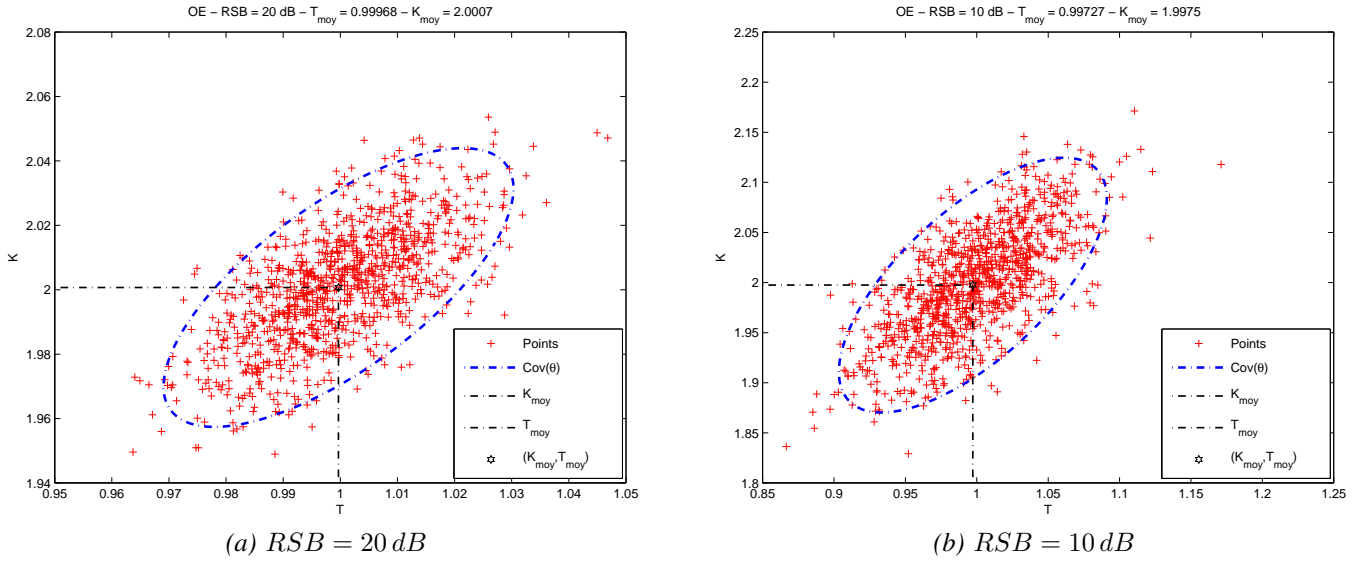 OE − RSB = 20 dB − T_moy = 0.99968 − K_moy = 2.0007
2.08
2.06
2.04
2.02
2
1.98
1.96
1.94
K
0.95 0.96 0.97 0.98 0.99 1 1.01 1.02 1.03 1.04 1.05
T
Points
Cov(θ)
K_moy
T_moy
(K_moy,T_moy)
(a) RSB = 20 dB
OE − RSB = 10 dB − T_moy = 0.99727 − K_moy = 1.9975
2.25
2.2
2.15
2.1
2.05
2
1.95
1.9
1.85
1.8
K
0.85 0.9 0.95 1 1.05 1.1 1.15 1.2 1.25
T
Points
Cov(θ)
K_moy
T_moy
(K_moy,T_moy)
(b) RSB = 10 dB